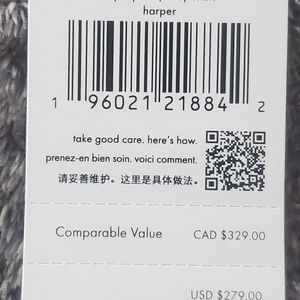 harper
1 96021 21884 2
take good care. here's how.
prenez-en bien soin. voici comment.
请妥善维护。这里是具体做法。
Comparable Value CAD $329.00
USD $279.00